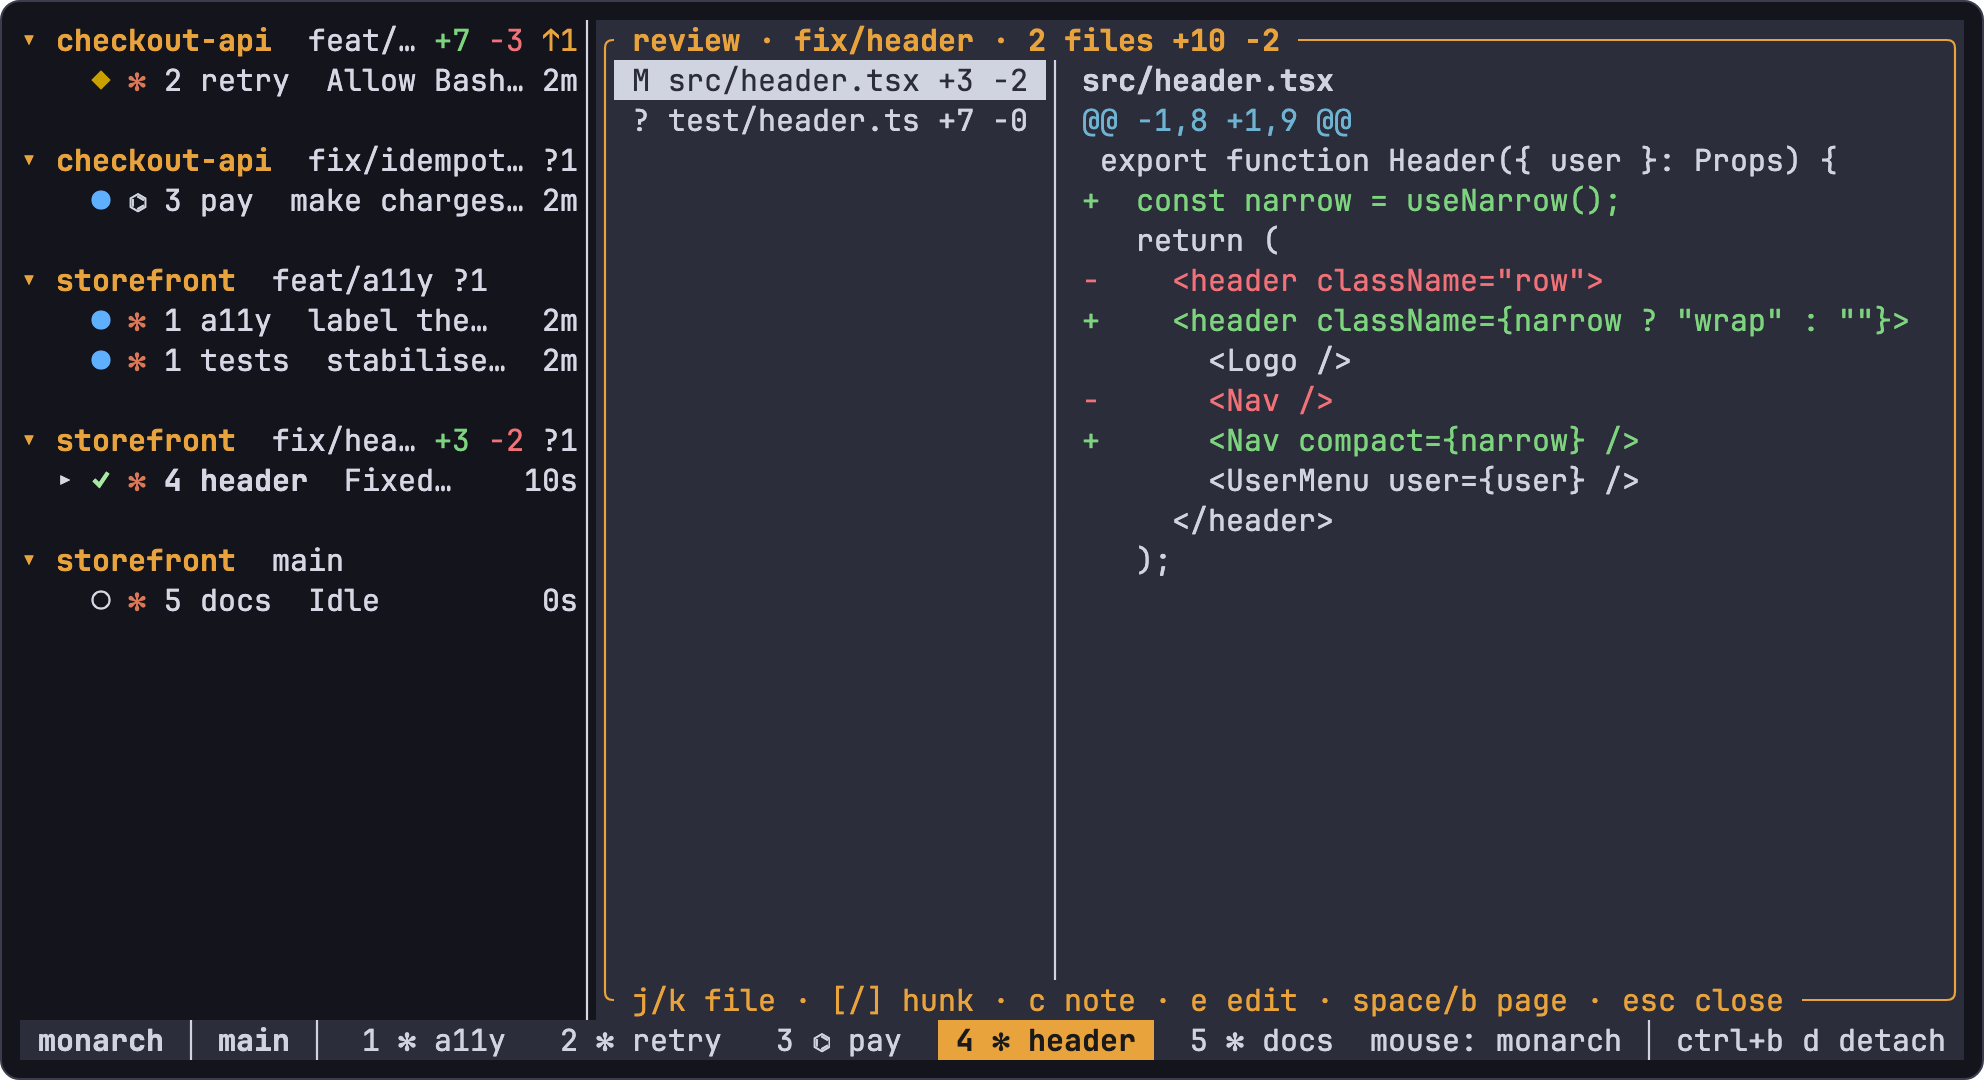 ▾ checkout-api  feat/… +7 -3 ↑1
◆ ✻ 2 retry  Allow Bash… 2m
▾ checkout-api  fix/idempot… ?1
● ⌬ 3 pay  make charges… 2m
▾ storefront  feat/a11y ?1
● ✻ 1 a11y  label the…  2m
● ✻ 1 tests  stabilise…  2m
▾ storefront  fix/hea… +3 -2 ?1
▸ ✓ ✻ 4 header  Fixed…  10s
▾ storefront  main
○ ✻ 5 docs  Idle  0s
review · fix/header · 2 files +10 -2
M src/header.tsx +3 -2
? test/header.ts +7 -0
src/header.tsx
@@ -1,8 +1,9 @@
 export function Header({ user }: Props) {
+  const narrow = useNarrow();
   return (
-    <header className="row">
+    <header className={narrow ? "wrap" : ""}>
       <Logo />
-      <Nav />
+      <Nav compact={narrow} />
       <UserMenu user={user} />
     </header>
   );
j/k file · [/] hunk · c note · e edit · space/b page · esc close
monarch │ main │  1 ✻ a11y   2 ✻ retry   3 ⌬ pay   4 ✻ header   5 ✻ docs  mouse: monarch │ ctrl+b d detach